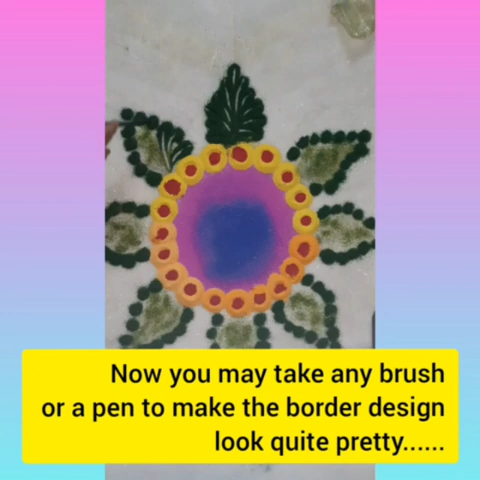 Now you may take any brush
or a pen to make the border design
look quite pretty......